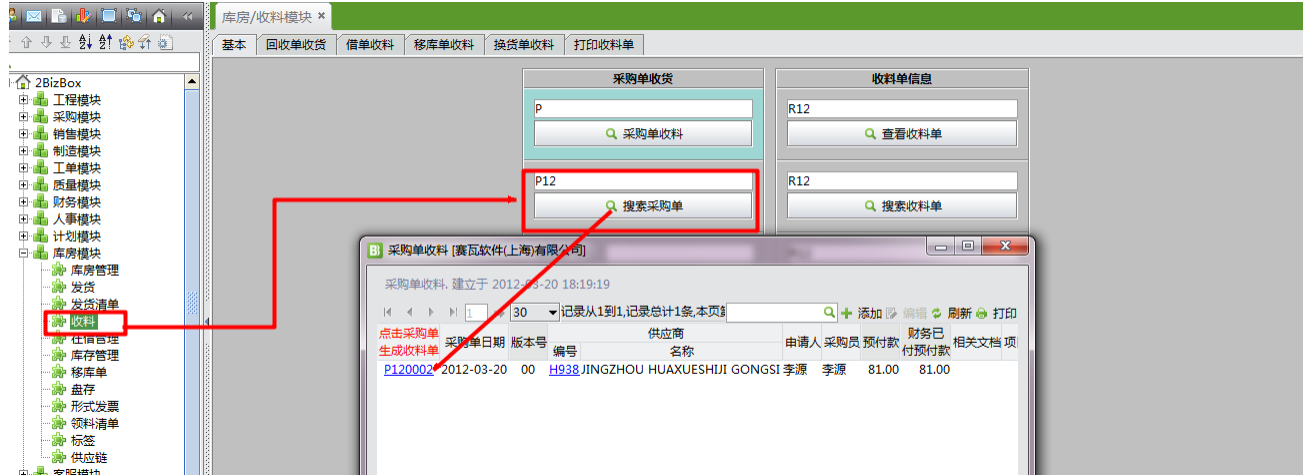 库房/收料模块 ×
基本 回收单收货 借单收料 移库单收料 换货单收料 打印收料单
2BizBox
工程模块
采购模块
销售模块
制造模块
工单模块
质量模块
财务模块
人事模块
计划模块
库房模块
库房管理
发货
发货清单
收料
在借管理
库存管理
移库单
盘存
形式发票
领料清单
标签
供应链
客服模块
采购单收货 收料单信息
P R12
采购单收料 查看收料单
P12 R12
搜索采购单 搜索收料单
采购单收料 [赛瓦软件(上海)有限公司]
采购单收料. 建立于 2012-03-20 18:19:19
1 30 记录从1到1,记录总计1条,本页 添加 编辑 刷新 打印
点击采购单生成收料单 采购单日期 版本号 供应商 编号 名称 申请人 采购员 预付款 财务已付预付款 相关文档 项
P120002 2012-03-20 00 H938 JINGZHOU HUAXUESHIJI GONGSI 李源 李源 81.00 81.00